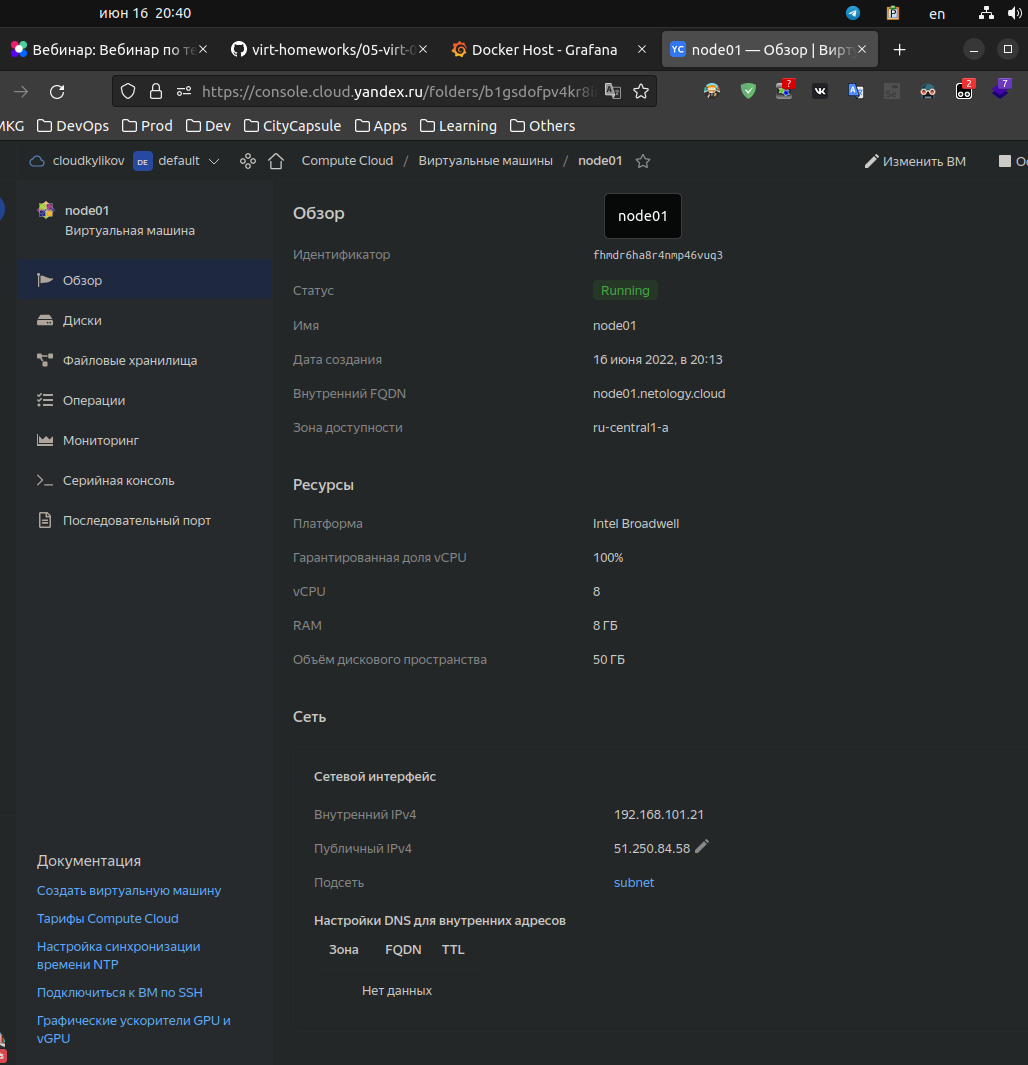 июн 16 20:40
en
Вебинар: Вебинар по те
virt-homeworks/05-virt-0
Docker Host - Grafana
YC node01 — Обзор | Вирту
https://console.cloud.yandex.ru/folders/b1gsdofpv4kr8li
? 2 7
MKG DevOps Prod Dev CityCapsule Apps Learning Others
cloudkylikov DE default Compute Cloud / Виртуальные машины / node01 Изменить ВМ Ос
node01
Виртуальная машина
Обзор
Диски
Файловые хранилища
Операции
Мониторинг
Серийная консоль
Последовательный порт
Документация
Создать виртуальную машину
Тарифы Compute Cloud
Настройка синхронизации
времени NTP
Подключиться к ВМ по SSH
Графические ускорители GPU и
vGPU
Обзор
node01
Идентификатор fhmdr6ha8r4nmp46vuq3
Статус Running
Имя node01
Дата создания 16 июня 2022, в 20:13
Внутренний FQDN node01.netology.cloud
Зона доступности ru-central1-a
Ресурсы
Платформа Intel Broadwell
Гарантированная доля vCPU 100%
vCPU 8
RAM 8 ГБ
Объём дискового пространства 50 ГБ
Сеть
Сетевой интерфейс
Внутренний IPv4 192.168.101.21
Публичный IPv4 51.250.84.58
Подсеть subnet
Настройки DNS для внутренних адресов
Зона FQDN TTL
Нет данных